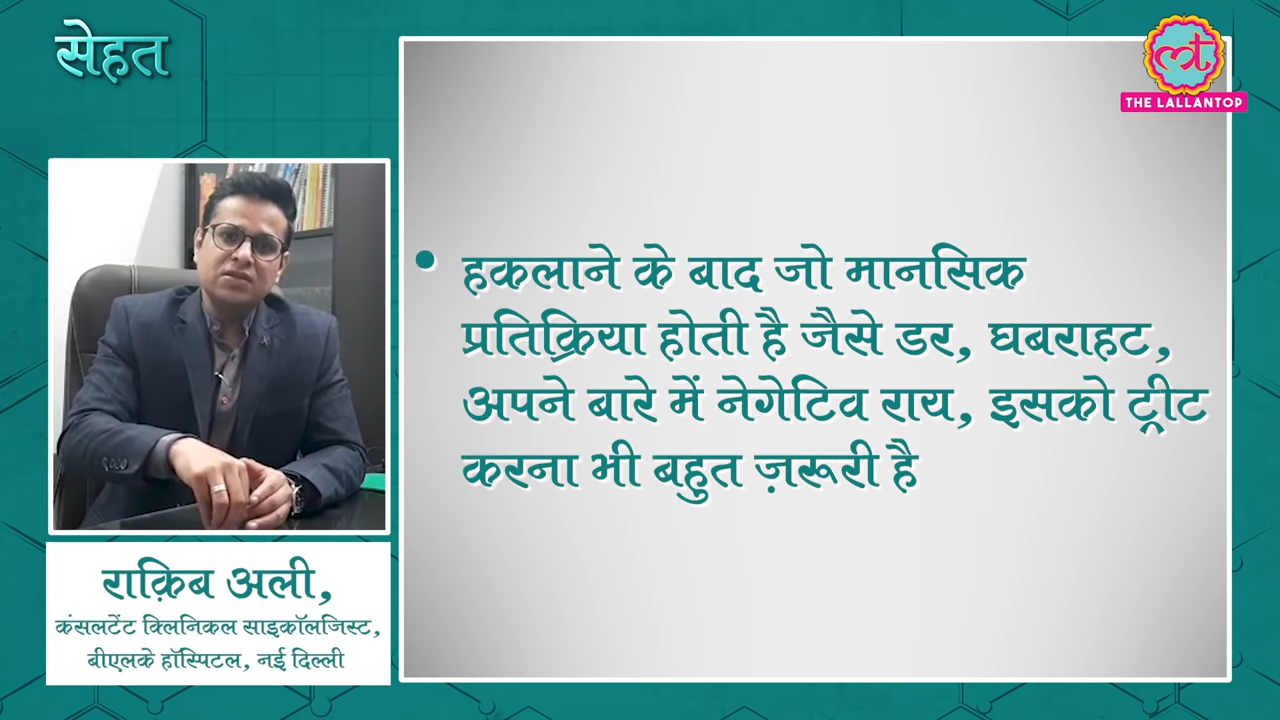 सेहत
THE LALLANTOP
• हकलाने के बाद जो मानसिक
प्रतिक्रिया होती है जैसे डर, घबराहट,
अपने बारे में नेगेटिव राय, इसको ट्रीट
करना भी बहुत ज़रूरी है
राक़िब अली,
कंसलटेंट क्लिनिकल साइकॉलजिस्ट,
बीएलके हॉस्पिटल, नई दिल्ली